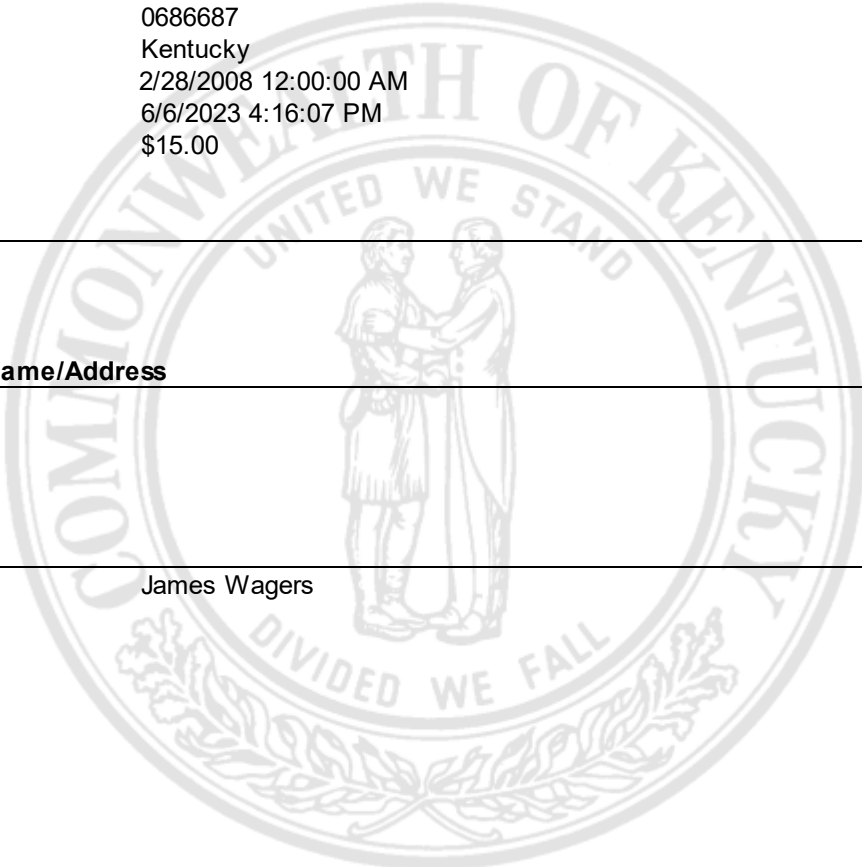 0686687
Kentucky
2/28/2008 12:00:00 AM
6/6/2023 4:16:07 PM
$15.00
COMMONWEALTH OF KENTUCKY
UNITED WE STAND
ame/Address
James Wagers
DIVIDED WE FALL